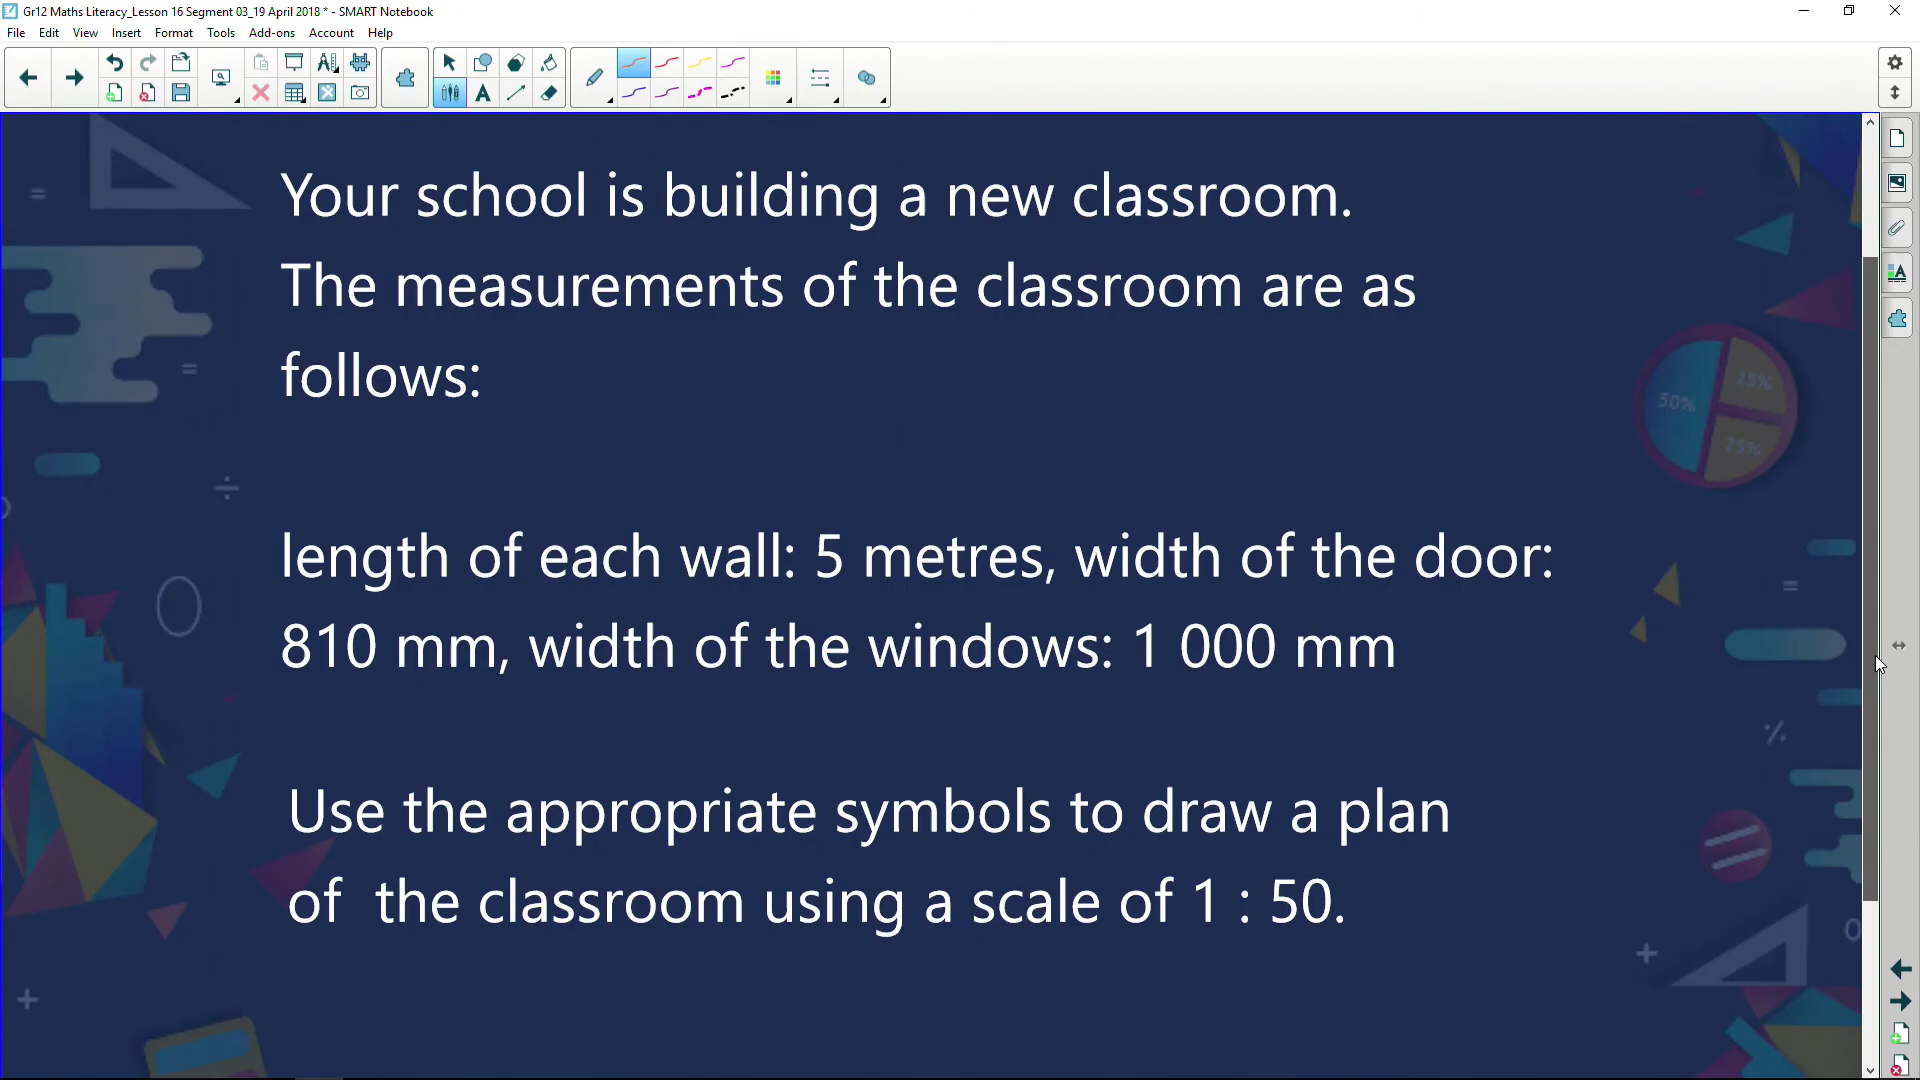 Gr12 Maths Literacy_Lesson 16 Segment 03_19 April 2018 * - SMART Notebook
File Edit View Insert Format Tools Add-ons Account Help
Your school is building a new classroom.
The measurements of the classroom are as
follows:
50%
25%
25%
length of each wall: 5 metres, width of the door:
810 mm, width of the windows: 1 000 mm
Use the appropriate symbols to draw a plan
of the classroom using a scale of 1 : 50.